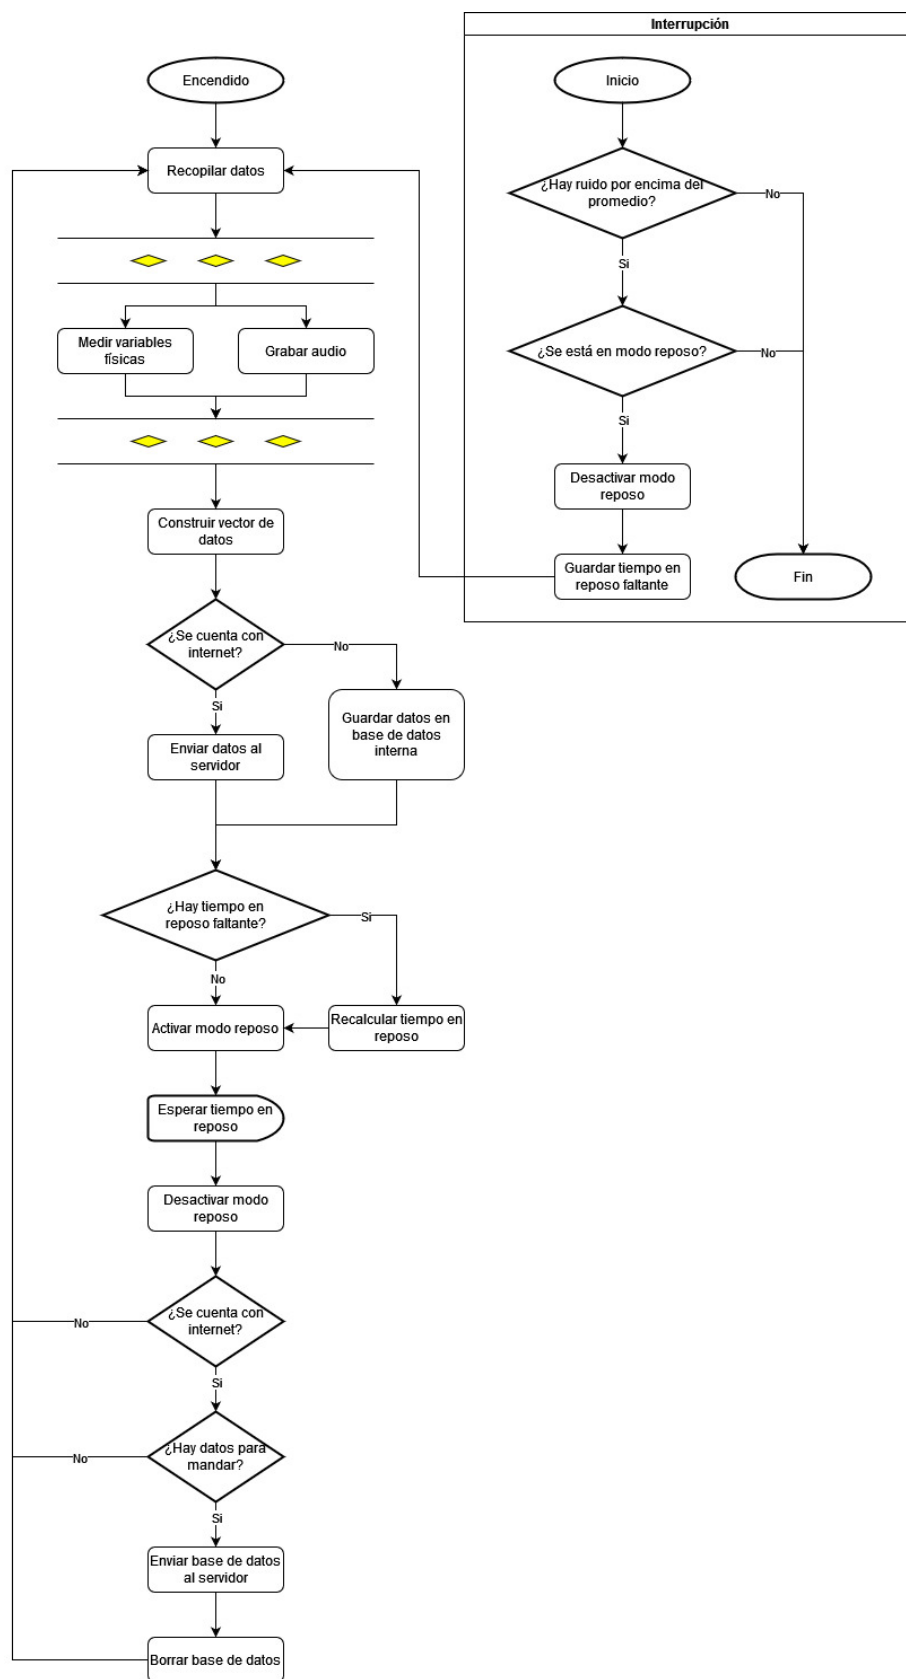 Interrupción
Encendido
Recopilar datos
Medir variables
físicas
Grabar audio
Construir vector de
datos
¿Se cuenta con
internet?
No
Si
Enviar datos al
servidor
Guardar datos en
base de datos
interna
¿Hay tiempo en
reposo faltante?
Si
No
Activar modo reposo
Recalcular tiempo en
reposo
Esperar tiempo en
reposo
Desactivar modo
reposo
¿Se cuenta con
internet?
No
Si
¿Hay datos para
mandar?
No
Si
Enviar base de datos
al servidor
Borrar base de datos
Inicio
¿Hay ruido por encima del
promedio?
No
Si
¿Se está en modo reposo?
No
Si
Desactivar modo
reposo
Guardar tiempo en
reposo faltante
Fin